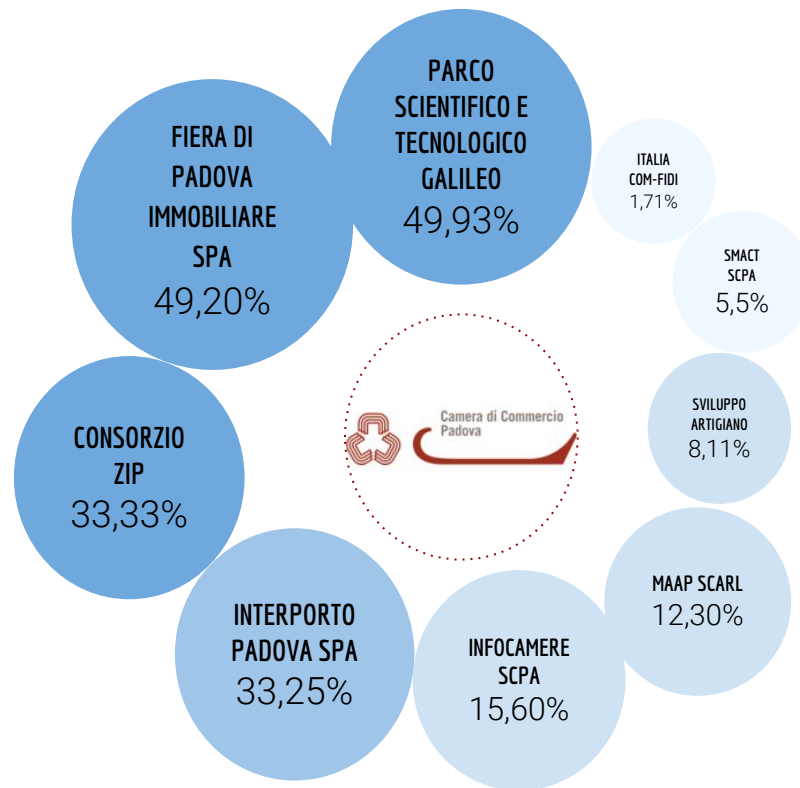 PARCO
SCIENTIFICO E
TECNOLOGICO
GALILEO
49,93%
FIERA DI
PADOVA
IMMOBILIARE
SPA
49,20%
ITALIA
COM-FIDI
1,71%
SMACT
SCPA
5,5%
Camera di Commercio
Padova
SVILUPPO
ARTIGIANO
8,11%
CONSORZIO
ZIP
33,33%
MAAP SCARL
12,30%
INTERPORTO
PADOVA SPA
33,25%
INFOCAMERE
SCPA
15,60%